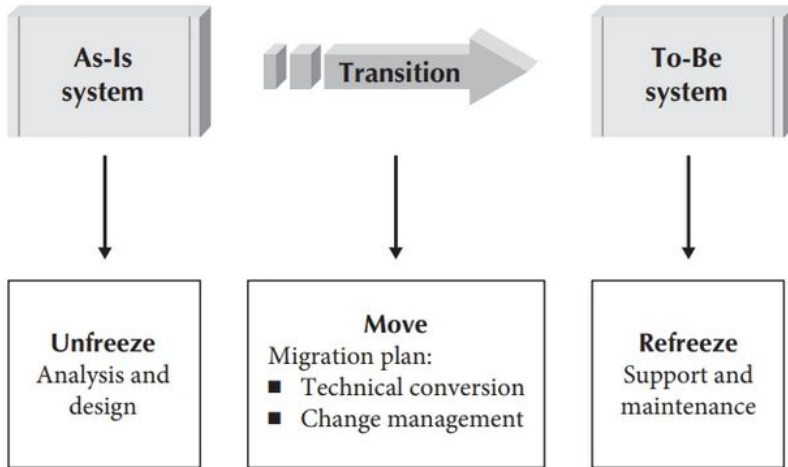 As-Is
system
Transition
To-Be
system
Unfreeze
Analysis and
design
Move
Migration plan:
■ Technical conversion
■ Change management
Refreeze
Support and
maintenance